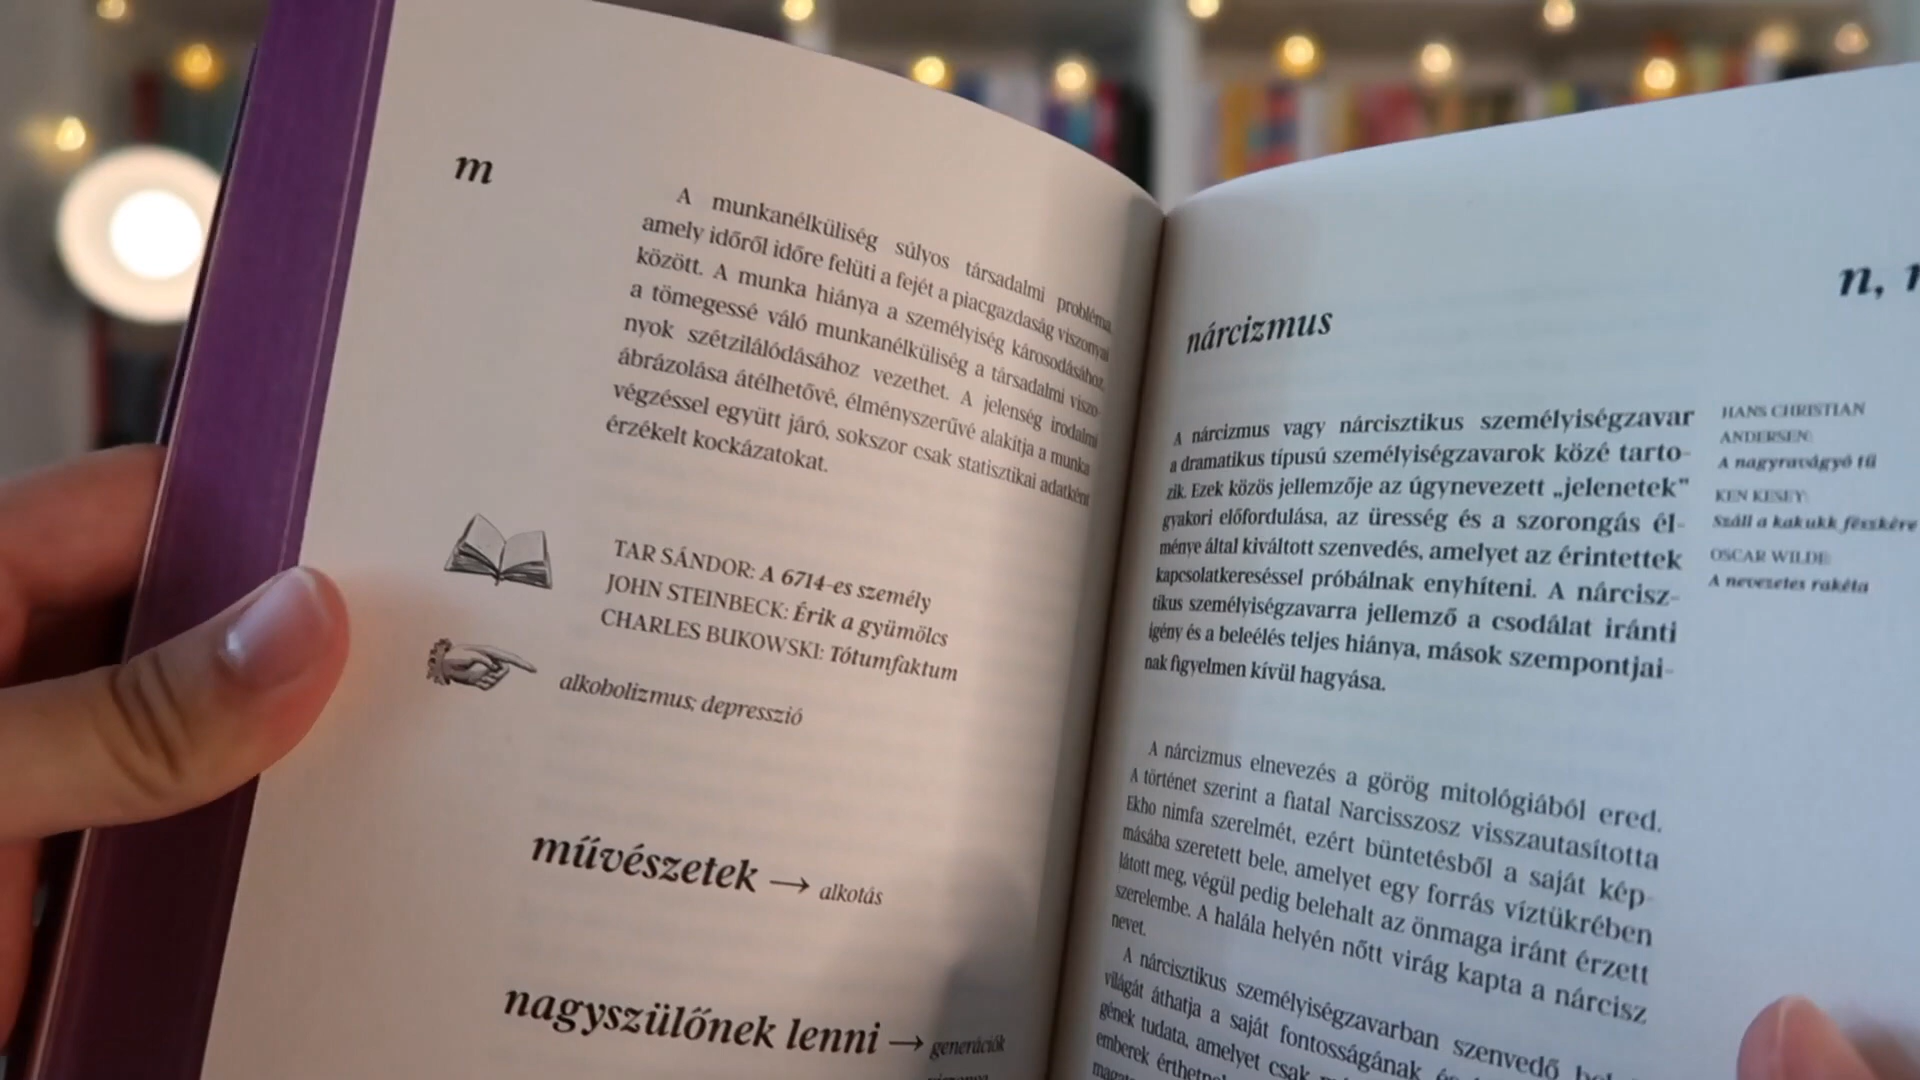 m
A munkanélküliség súlyos társadalmi probléma,
amely időről időre felüti a fejét a piacgazdaság viszonyai
között. A munka hiánya a személyiség károsodásához,
a tömegessé váló munkanélküliség a társadalmi viszo-
nyok szétzilálódásához vezethet. A jelenség irodalmi
ábrázolása átélhetővé, élményszerűvé alakítja a munka
végzéssel együtt járó, sokszor csak statisztikai adatként
érzékelt kockázatokat.
TAR SÁNDOR: A 6714-es személy
JOHN STEINBECK: Érik a gyümölcs
CHARLES BUKOWSKI: Tótumfaktum
alkoholizmus; depresszió
művészetek → alkotás
nagyszülőnek lenni → generációk
n,
nárcizmus
A nárcizmus vagy nárcisztikus személyiségzavar
a dramatikus típusú személyiségzavarok közé tarto-
zik. Ezek közös jellemzője az úgynevezett „jelenetek"
gyakori előfordulása, az üresség és a szorongás él-
ménye által kiváltott szenvedés, amelyet az érintettek
kapcsolatkereséssel próbálnak enyhíteni. A nárcisz-
tikus személyiségzavarra jellemző a csodálat iránti
igény és a beleélés teljes hiánya, mások szempontjai-
nak figyelmen kívül hagyása.
HANS CHRISTIAN
ANDERSEN:
A nagyravágyó tű
KEN KESEY:
Száll a kakukk fészkére
OSCAR WILDE:
A nevezetes rakéta
A nárcizmus elnevezés a görög mitológiából ered.
A történet szerint a fiatal Narcisszosz visszautasította
Ekho nimfa szerelmét, ezért büntetésből a saját kép-
másába szeretett bele, amelyet egy forrás víztükrében
látott meg, végül pedig belehalt az önmaga iránt érzett
szerelembe. A halála helyén nőtt virág kapta a nárcisz
nevet.
A nárcisztikus személyiségzavarban szenvedő
világát áthatja a saját fontosságának
gének tudata, amelyet csak
emberek